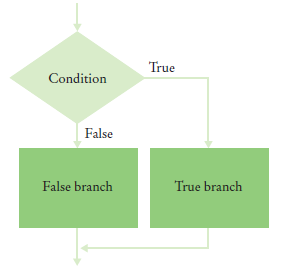 Condition
True
False
False branch
True branch